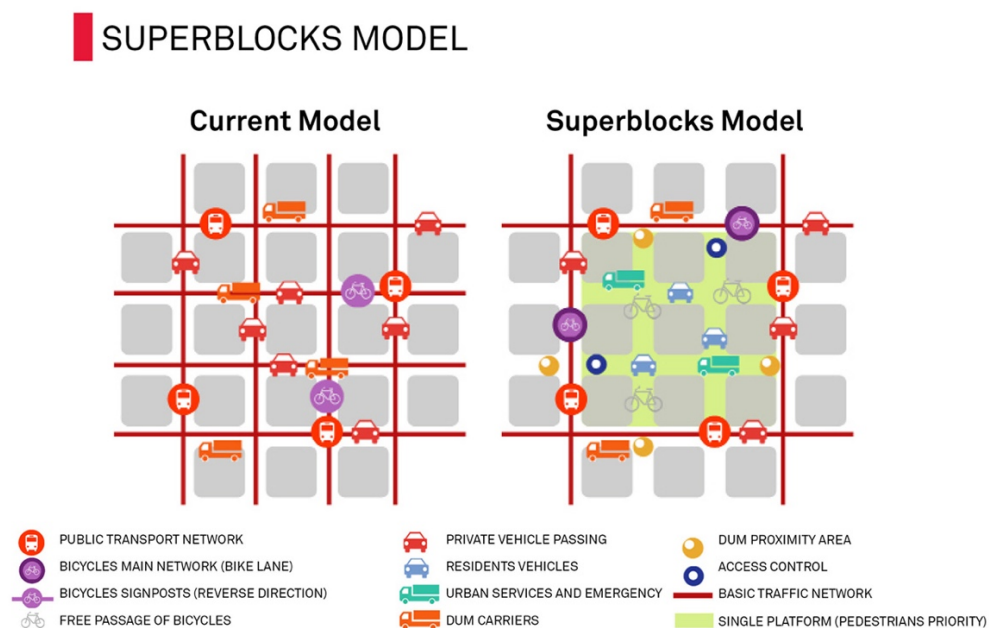 SUPERBLOCKS MODEL
Current Model
Superblocks Model
PUBLIC TRANSPORT NETWORK
BICYCLES MAIN NETWORK (BIKE LANE)
BICYCLES SIGNPOSTS (REVERSE DIRECTION)
FREE PASSAGE OF BICYCLES
PRIVATE VEHICLE PASSING
RESIDENTS VEHICLES
URBAN SERVICES AND EMERGENCY
DUM CARRIERS
DUM PROXIMITY AREA
ACCESS CONTROL
BASIC TRAFFIC NETWORK
SINGLE PLATFORM (PEDESTRIANS PRIORITY)